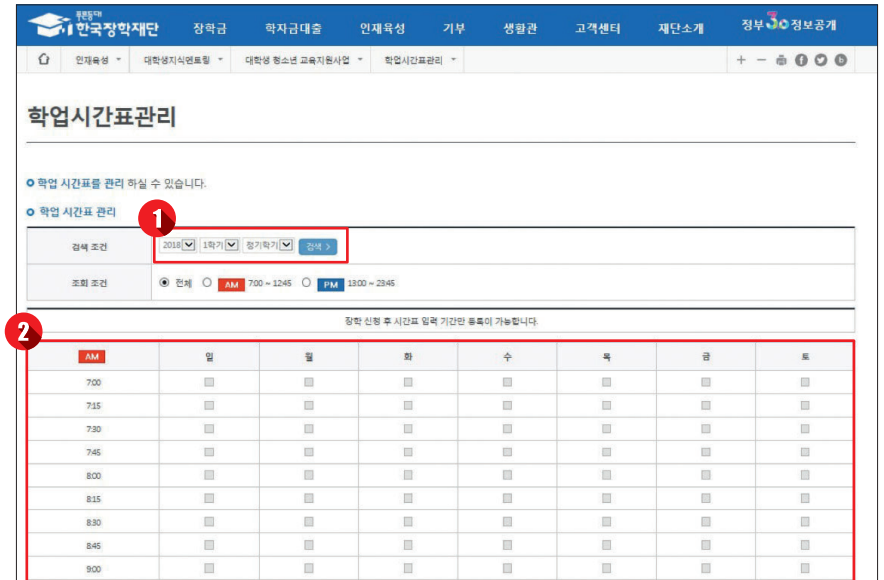 푸른등대
한국장학재단 장학금 학자금대출 인재육성 기부 생활관 고객센터 재단소개 정부3.0정보공개
인재육성 대학생지식멘토링 대학생 청소년 교육지원사업 학업시간표관리
학업시간표관리
학업 시간표를 관리 하실 수 있습니다.
학업 시간표 관리
1
검색 조건 2018 1학기 정기학기 검색 >
조회 조건 전체 AM 7:00 ~ 12:45 PM 13:00 ~ 23:45
장학 신청 후 시간표 입력 기간만 등록이 가능합니다.
2
AM 일 월 화 수 목 금 토
7:00
7:15
7:30
7:45
8:00
8:15
8:30
8:45
9:00